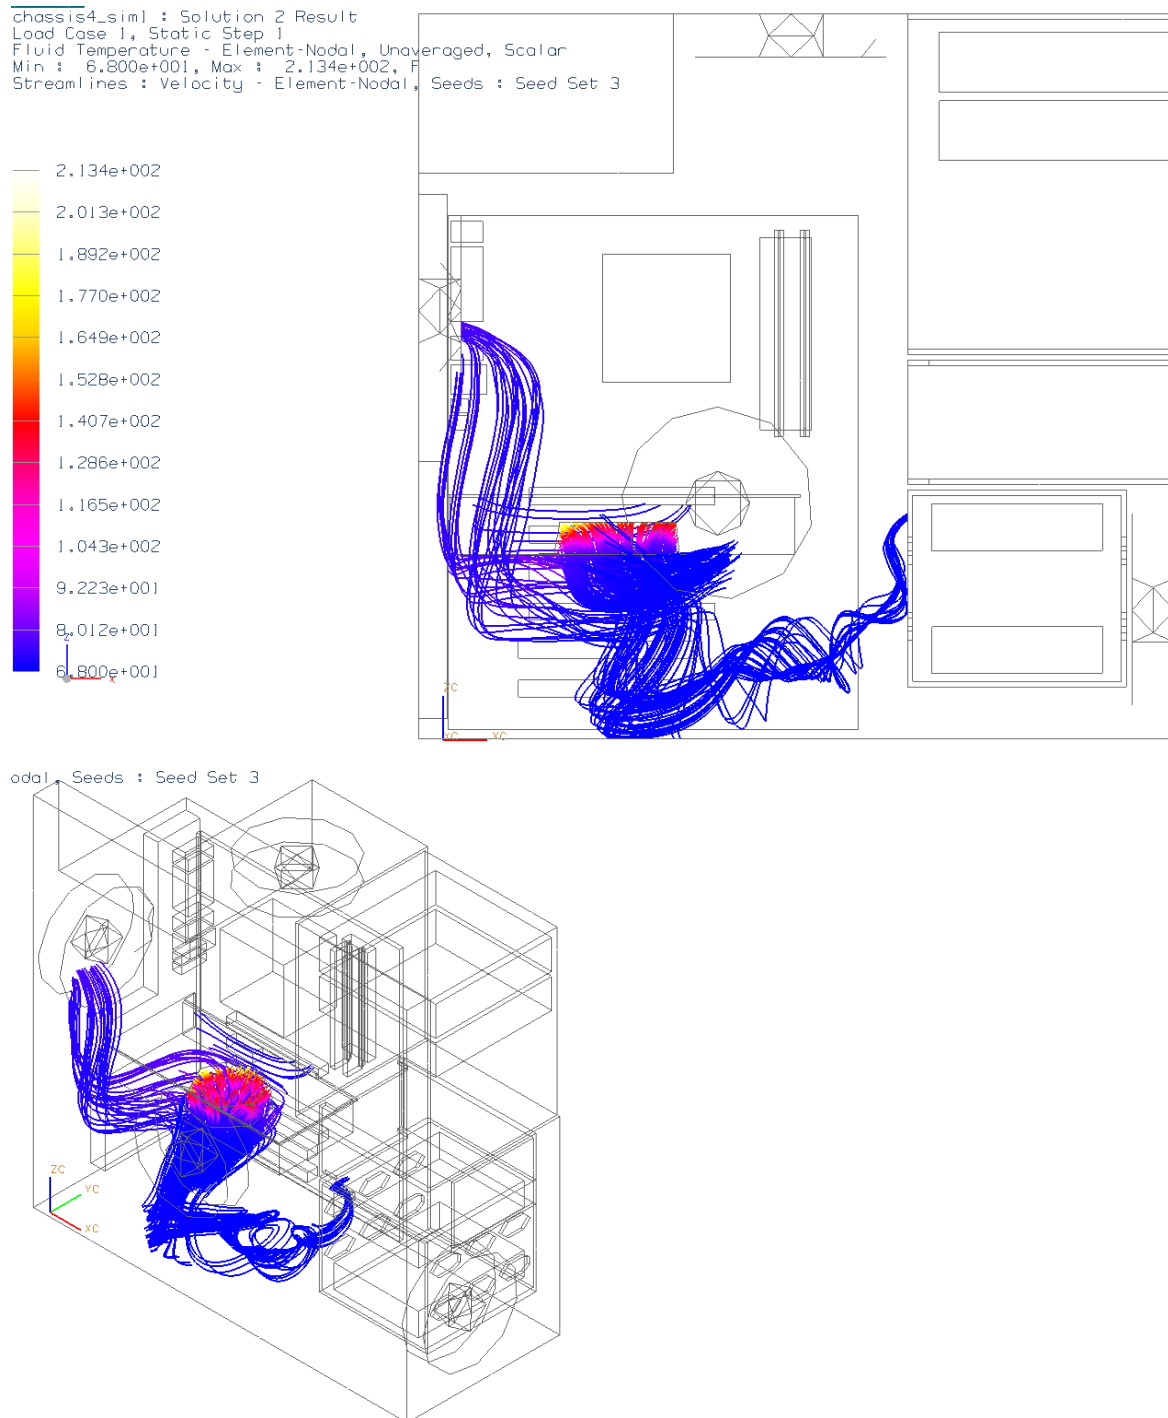 chassis4_sim1 : Solution 2 Result
Load Case 1, Static Step 1
Fluid Temperature - Element-Nodal, Unaveraged, Scalar
Min : 6.800e+001, Max : 2.134e+002, F
Streamlines : Velocity - Element-Nodal, Seeds : Seed Set 3
2.134e+002
2.013e+002
1.892e+002
1.770e+002
1.649e+002
1.528e+002
1.407e+002
1.286e+002
1.165e+002
1.043e+002
9.223e+001
8.012e+001
6.800e+001
Z
X
ZC
YC XC
odal, Seeds : Seed Set 3
ZC
YC
XC